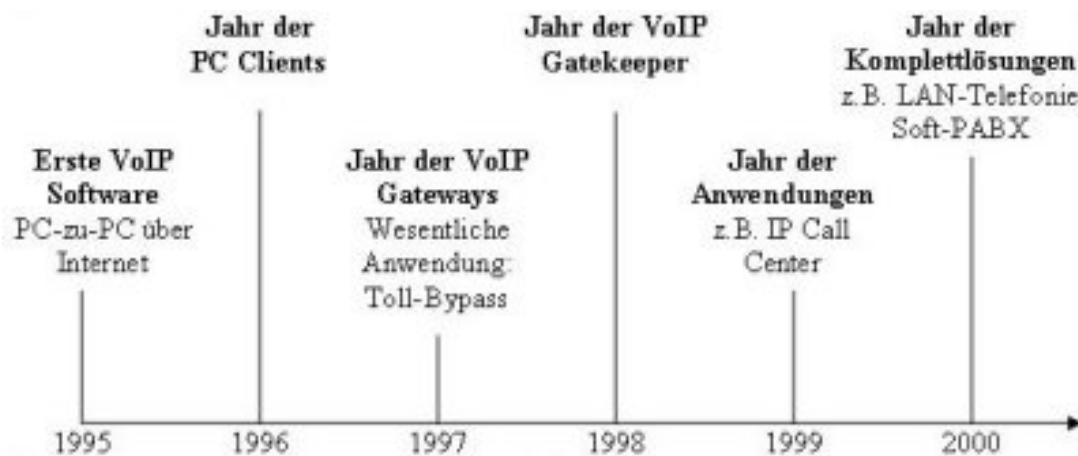 Erste VoIP
Software
PC-zu-PC über
Internet
Jahr der
PC Clients
Jahr der VoIP
Gateways
Wesentliche
Anwendung:
Toll-Bypass
Jahr der VoIP
Gatekeeper
Jahr der
Anwendungen
z.B. IP Call
Center
Jahr der
Komplettlösungen
z.B. LAN-Telefonie
Soft-PABX
1995 1996 1997 1998 1999 2000